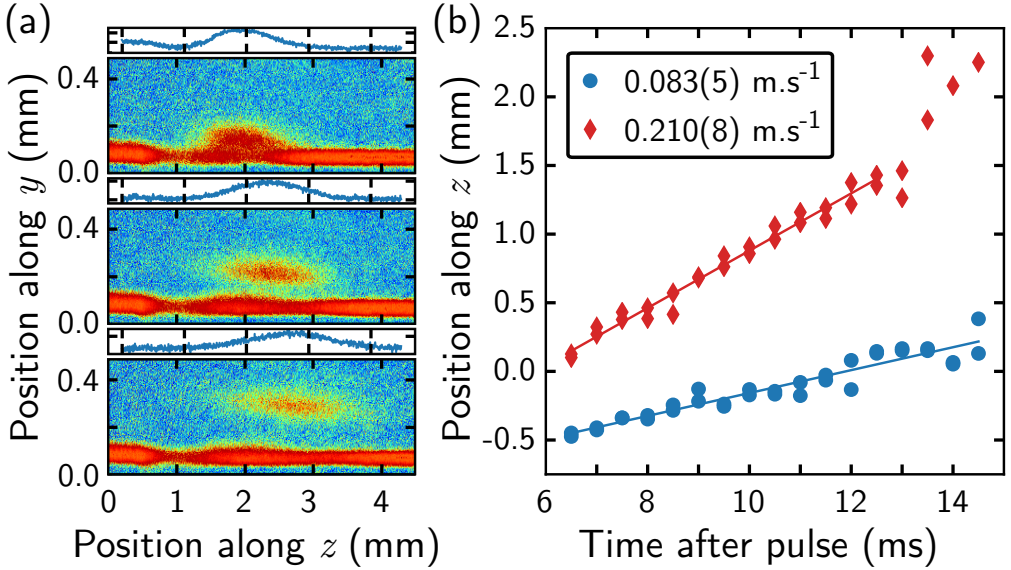 (a)
Position along y (mm)
0.4
0.0
0.4
0.0
0.4
0.0
0 1 2 3 4
Position along z (mm)
(b)
Position along z (mm)
2.5
2.0
1.5
1.0
0.5
0.0
-0.5
0.083(5) m.s⁻¹
0.210(8) m.s⁻¹
6 8 10 12 14
Time after pulse (ms)